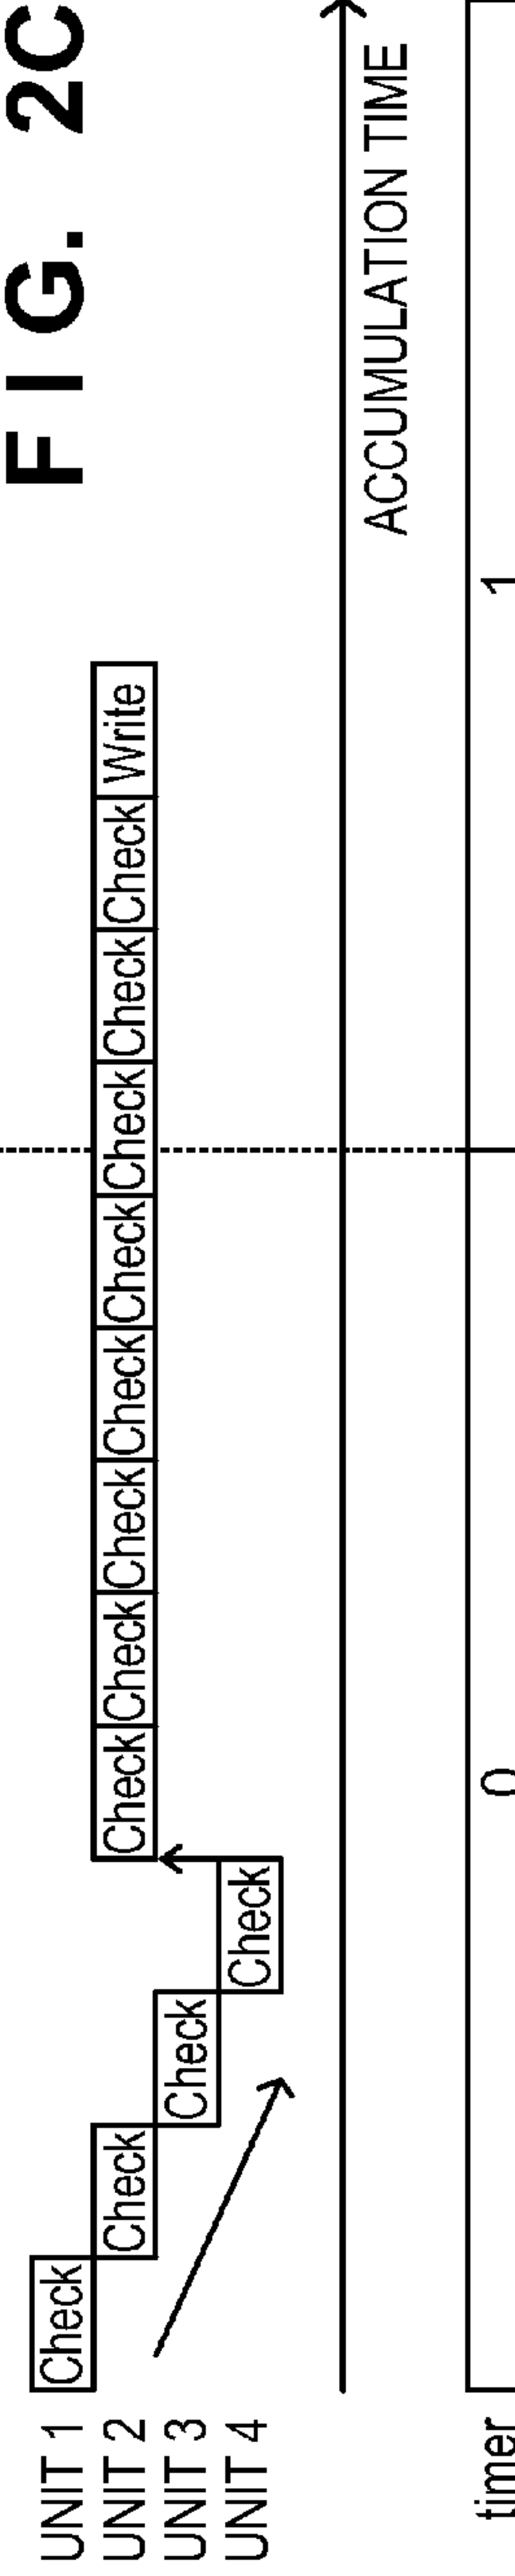 FIG. 2C
UNIT 1 Check
UNIT 2 Check Check Check Check Check Check Check Check Check Write
UNIT 3 Check
UNIT 4 Check
ACCUMULATION TIME
timer 0 1